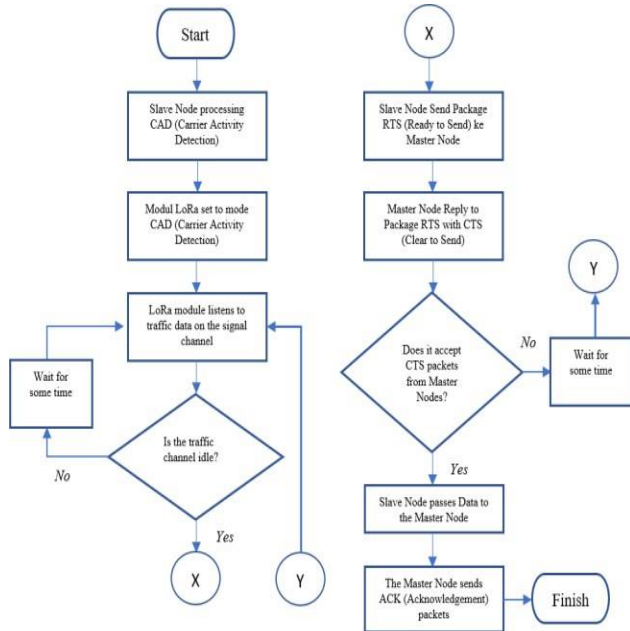 Start
Slave Node processing
CAD (Carrier Activity
Detection)
Modul LoRa set to mode
CAD (Carrier Activity
Detection)
LoRa module listens to
traffic data on the signal
channel
Wait for
some time
Is the traffic
channel idle?
No
Yes
X
Y
X
Slave Node Send Package
RTS (Ready to Send) ke
Master Node
Master Node Reply to
Package RTS with CTS
(Clear to Send)
Y
Does it accept
CTS packets
from Master
Nodes?
No
Wait for
some time
Yes
Slave Node passes Data to
the Master Node
The Master Node sends
ACK (Acknowledgement)
packets
Finish